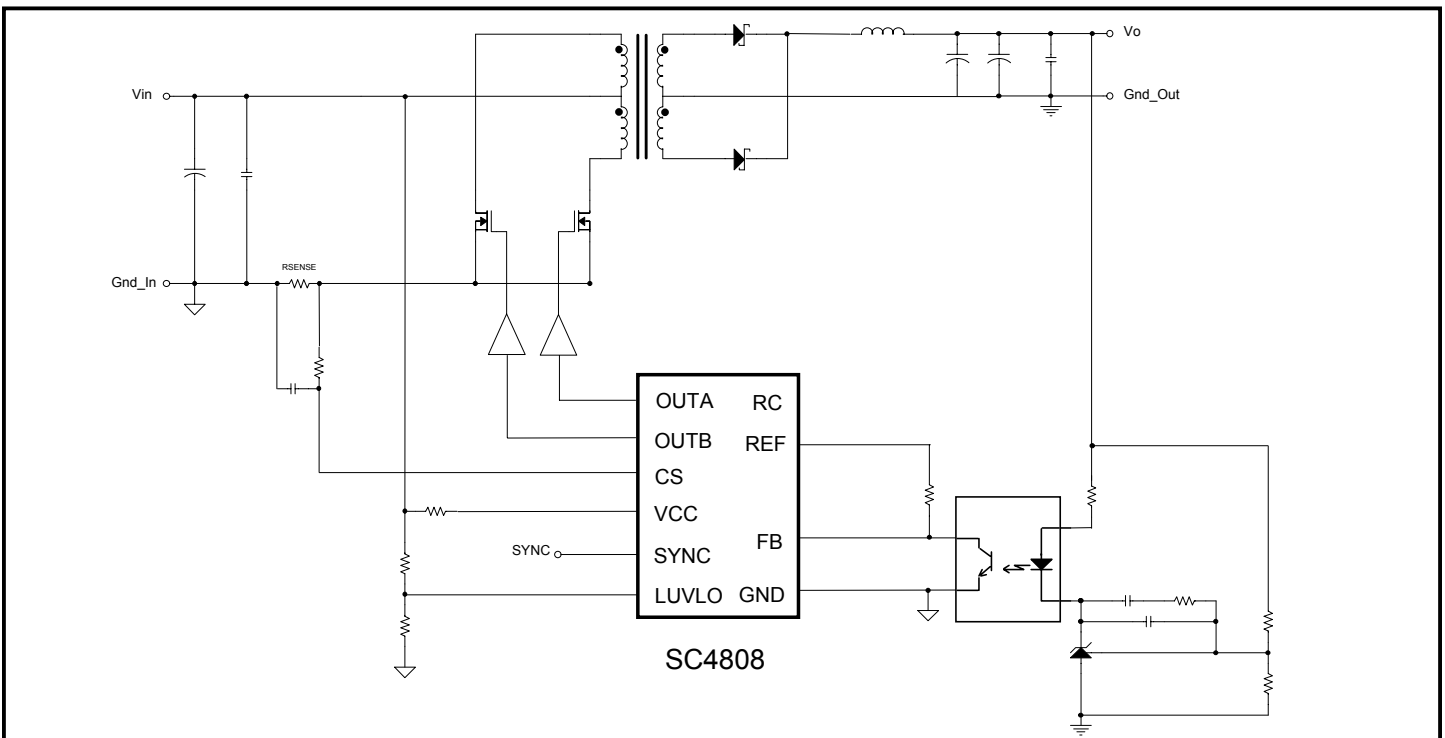 Vo
Vin
Gnd_Out
RSENSE
Gnd_In
OUTA RC
OUTB REF
CS
VCC
SYNC
FB
SYNC
LUVLO GND
SC4808